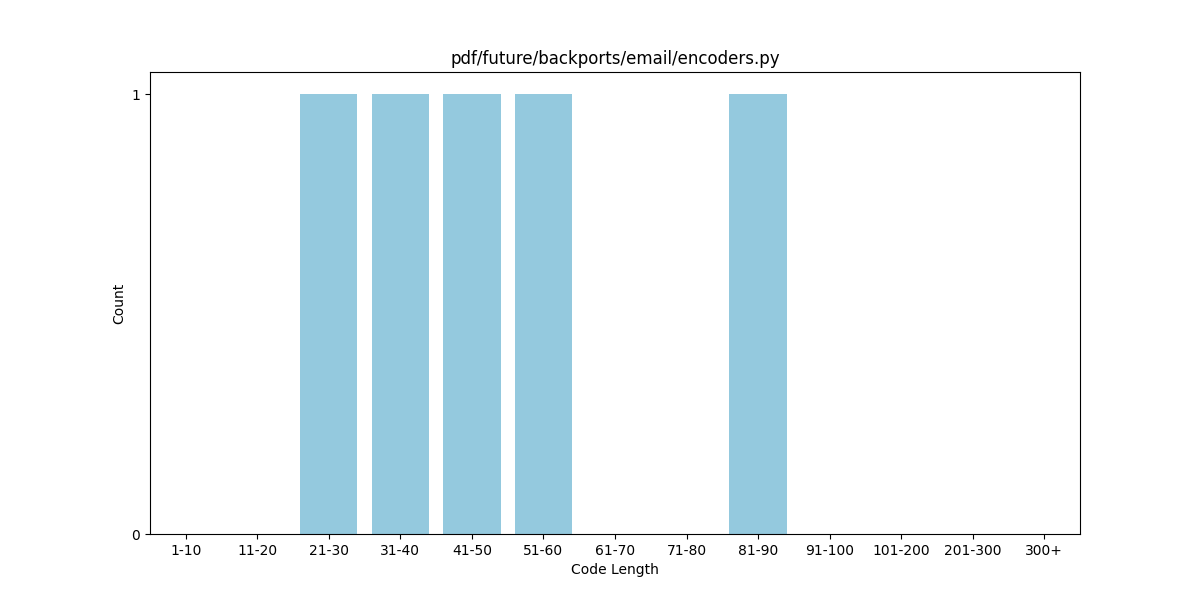 pdf/future/backports/email/encoders.py
1
Count
0
1-10 11-20 21-30 31-40 41-50 51-60 61-70 71-80 81-90 91-100 101-200 201-300 300+
Code Length